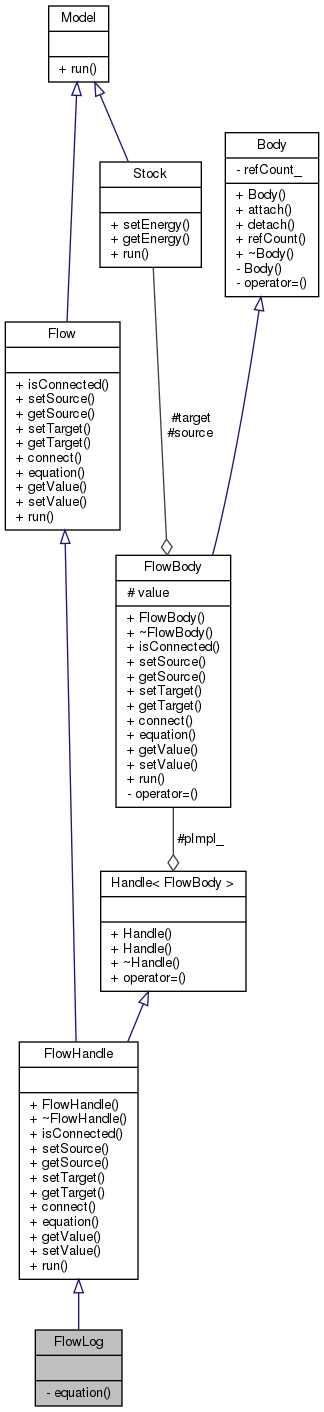 Model
+ run()
Stock
+ setEnergy()
+ getEnergy()
+ run()
Body
- refCount_
+ Body()
+ attach()
+ detach()
+ refCount()
+ ~Body()
- Body()
- operator=()
Flow
+ isConnected()
+ setSource()
+ getSource()
+ setTarget()
+ getTarget()
+ connect()
+ equation()
+ getValue()
+ setValue()
+ run()
#target
#source
FlowBody
# value
+ FlowBody()
+ ~FlowBody()
+ isConnected()
+ setSource()
+ getSource()
+ setTarget()
+ getTarget()
+ connect()
+ equation()
+ getValue()
+ setValue()
+ run()
- operator=()
#pImpl_
Handle< FlowBody >
+ Handle()
+ Handle()
+ ~Handle()
+ operator=()
FlowHandle
+ FlowHandle()
+ ~FlowHandle()
+ isConnected()
+ setSource()
+ getSource()
+ setTarget()
+ getTarget()
+ connect()
+ equation()
+ getValue()
+ setValue()
+ run()
FlowLog
- equation()